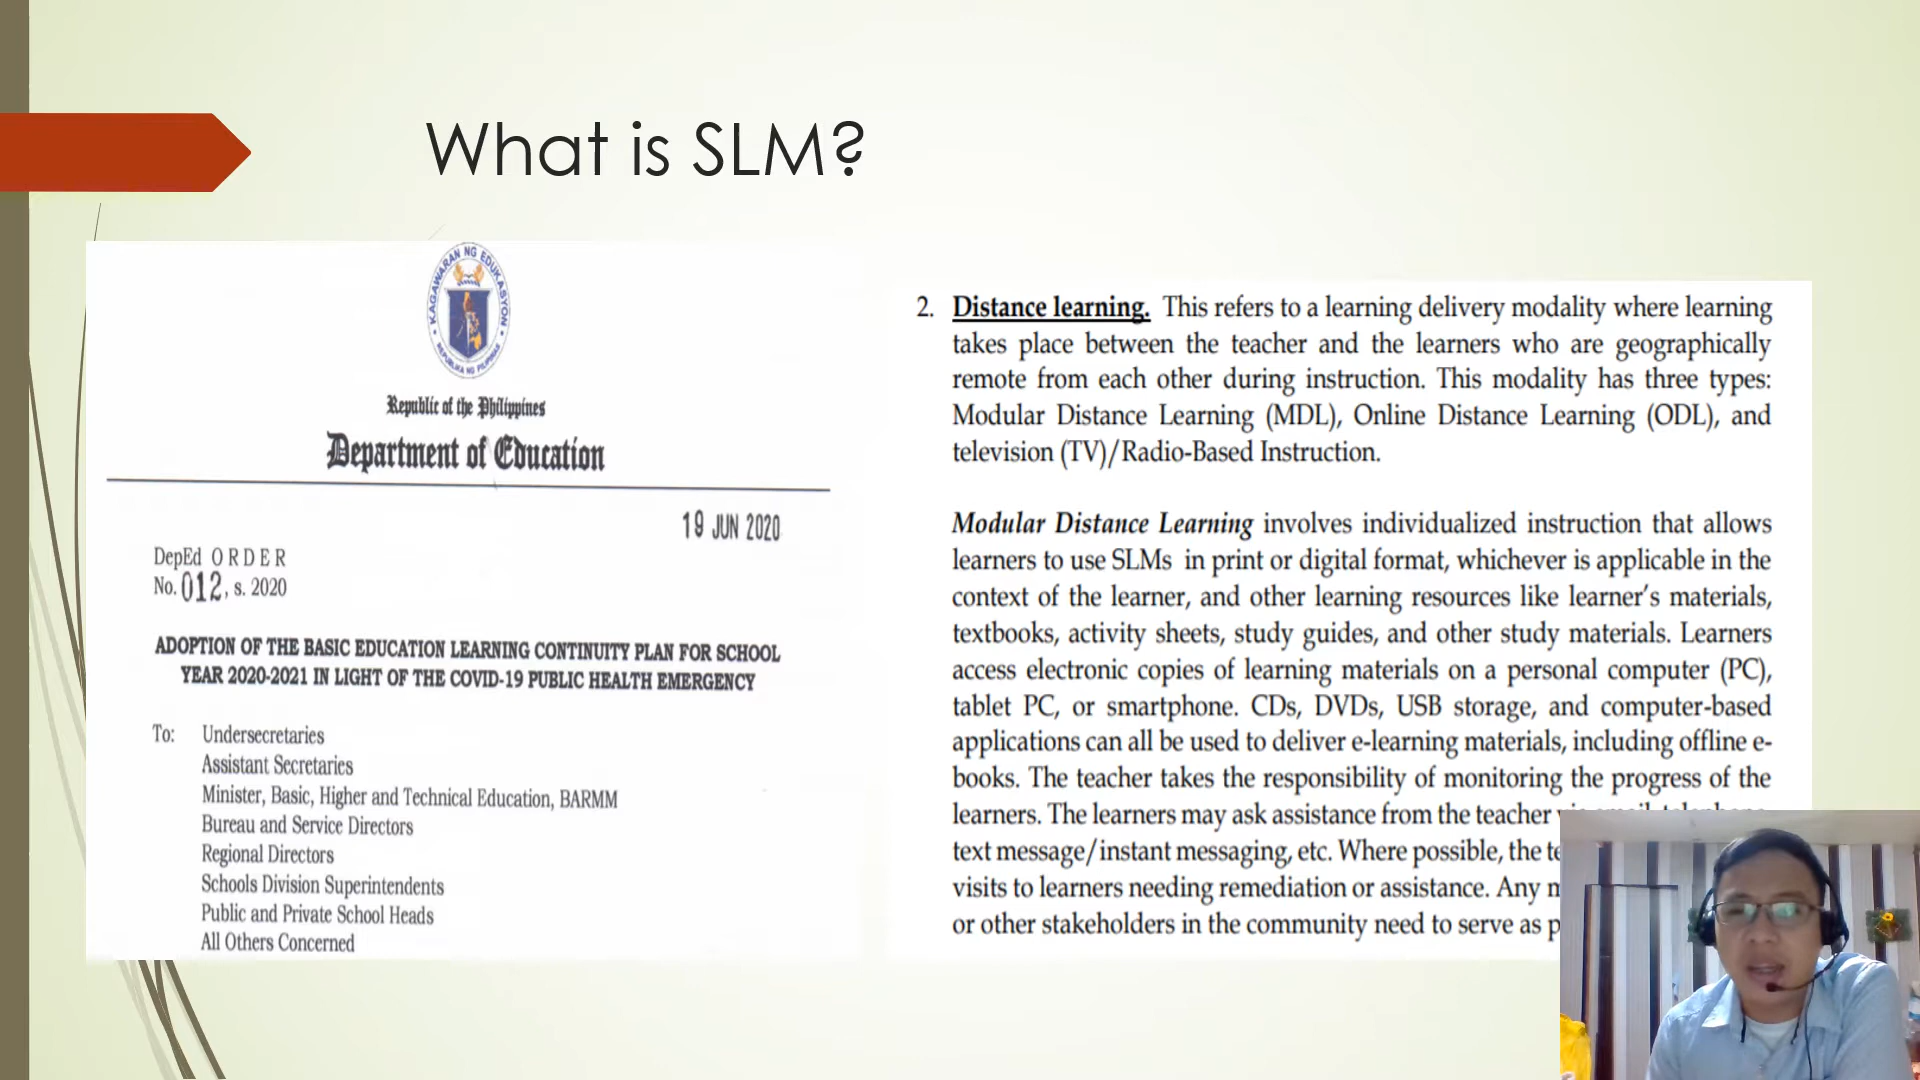 What is SLM?
KAGAWARAN NG EDUKASYON
REPUBLIKA NG PILIPINAS
Republic of the Philippines
Department of Education
19 JUN 2020
DepEd ORDER
No. 012, s. 2020
ADOPTION OF THE BASIC EDUCATION LEARNING CONTINUITY PLAN FOR SCHOOL
YEAR 2020-2021 IN LIGHT OF THE COVID-19 PUBLIC HEALTH EMERGENCY
To: Undersecretaries
Assistant Secretaries
Minister, Basic, Higher and Technical Education, BARMM
Bureau and Service Directors
Regional Directors
Schools Division Superintendents
Public and Private School Heads
All Others Concerned
2. Distance learning. This refers to a learning delivery modality where learning
takes place between the teacher and the learners who are geographically
remote from each other during instruction. This modality has three types:
Modular Distance Learning (MDL), Online Distance Learning (ODL), and
television (TV)/Radio-Based Instruction.
Modular Distance Learning involves individualized instruction that allows
learners to use SLMs in print or digital format, whichever is applicable in the
context of the learner, and other learning resources like learner's materials,
textbooks, activity sheets, study guides, and other study materials. Learners
access electronic copies of learning materials on a personal computer (PC),
tablet PC, or smartphone. CDs, DVDs, USB storage, and computer-based
applications can all be used to deliver e-learning materials, including offline e-
books. The teacher takes the responsibility of monitoring the progress of the
learners. The learners may ask assistance from the teacher
text message/instant messaging, etc. Where possible, the
visits to learners needing remediation or assistance. Any
or other stakeholders in the community need to serve as